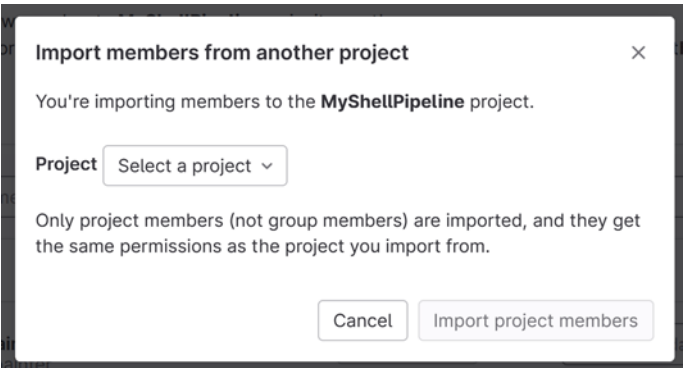 Import members from another project
You're importing members to the MyShellPipeline project.
Project Select a project
Only project members (not group members) are imported, and they get
the same permissions as the project you import from.
Cancel Import project members